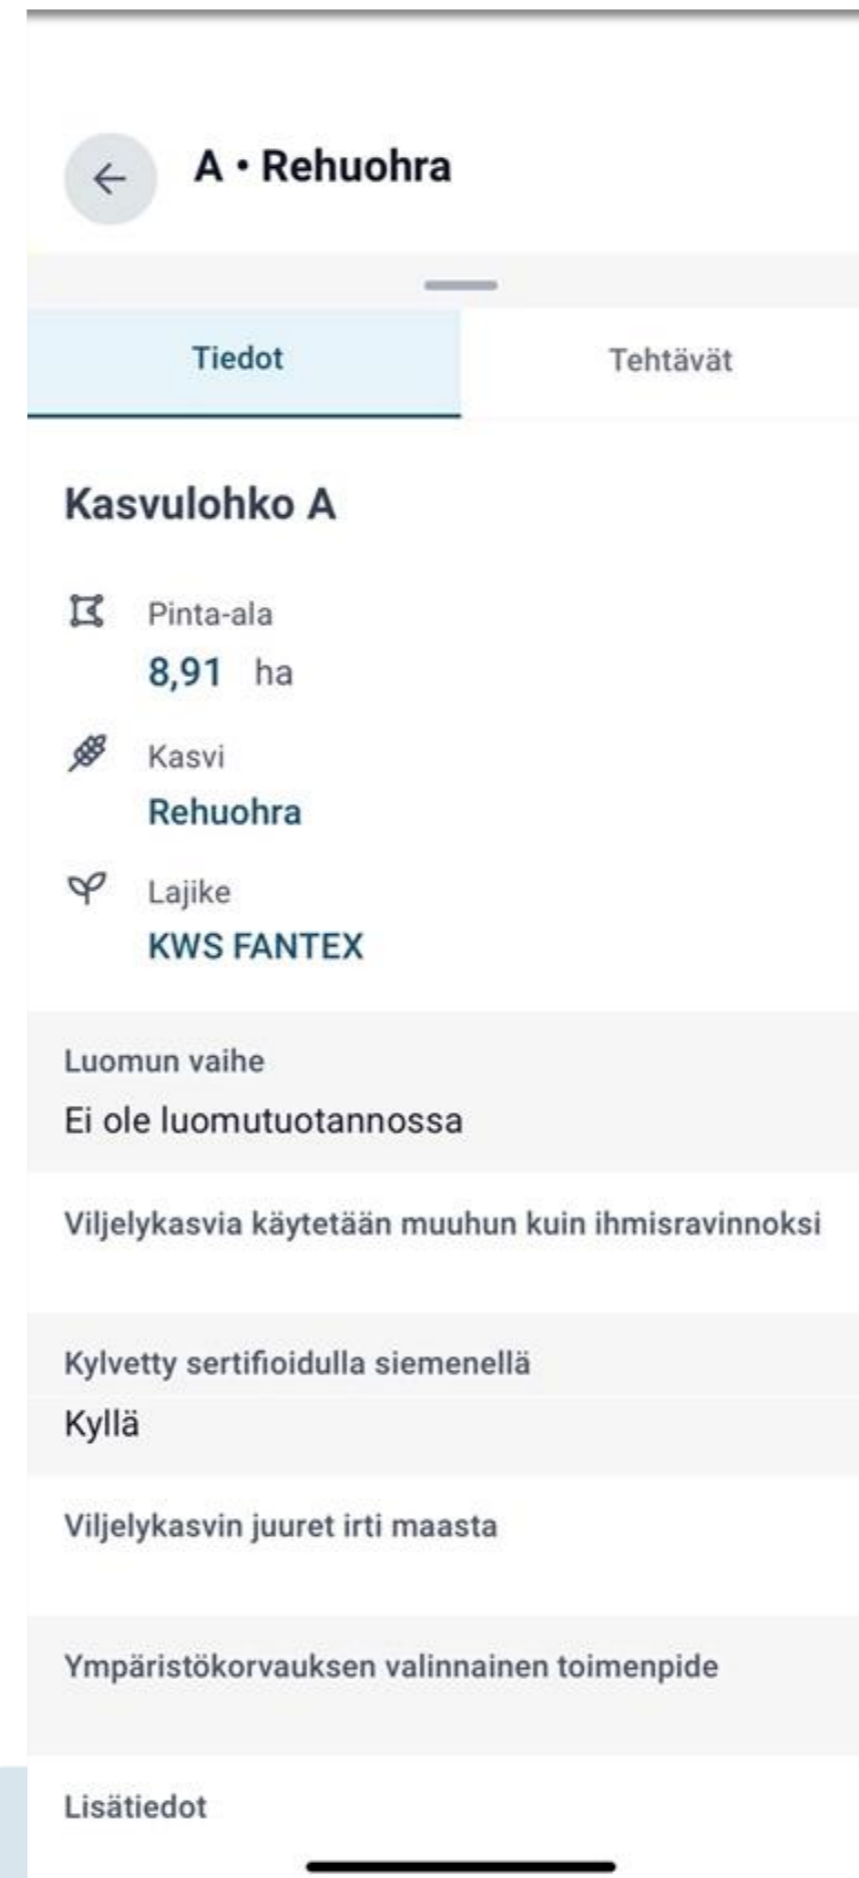 A • Rehuohra
Tiedot
Tehtävät
Kasvulohko A
Pinta-ala
8,91 ha
Kasvi
Rehuohra
Lajike
KWS FANTEX
Luomun vaihe
Ei ole luomutuotannossa
Viljelykasvia käytetään muuhun kuin ihmisravinnoksi
Kylvetty sertifioidulla siemenellä
Kyllä
Viljelykasvin juuret irti maasta
Ympäristökorvauksen valinnainen toimenpide
Lisätiedot